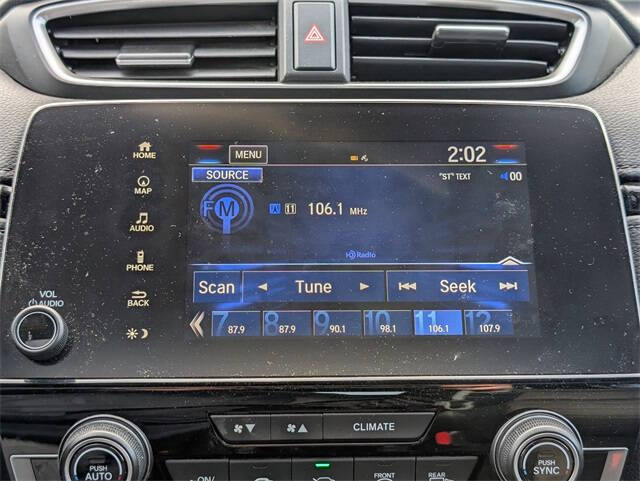 HOME
MAP
AUDIO
PHONE
BACK
VOL
AUDIO
MENU
2:02
SOURCE
"ST" TEXT
00
FM
11 106.1 MHz
HD Radio
Scan Tune Seek
7 87.9 8 87.9 9 90.1 10 98.1 11 106.1 12 107.9
CLIMATE
PUSH AUTO
ON/
FRONT
REAR
PUSH SYNC